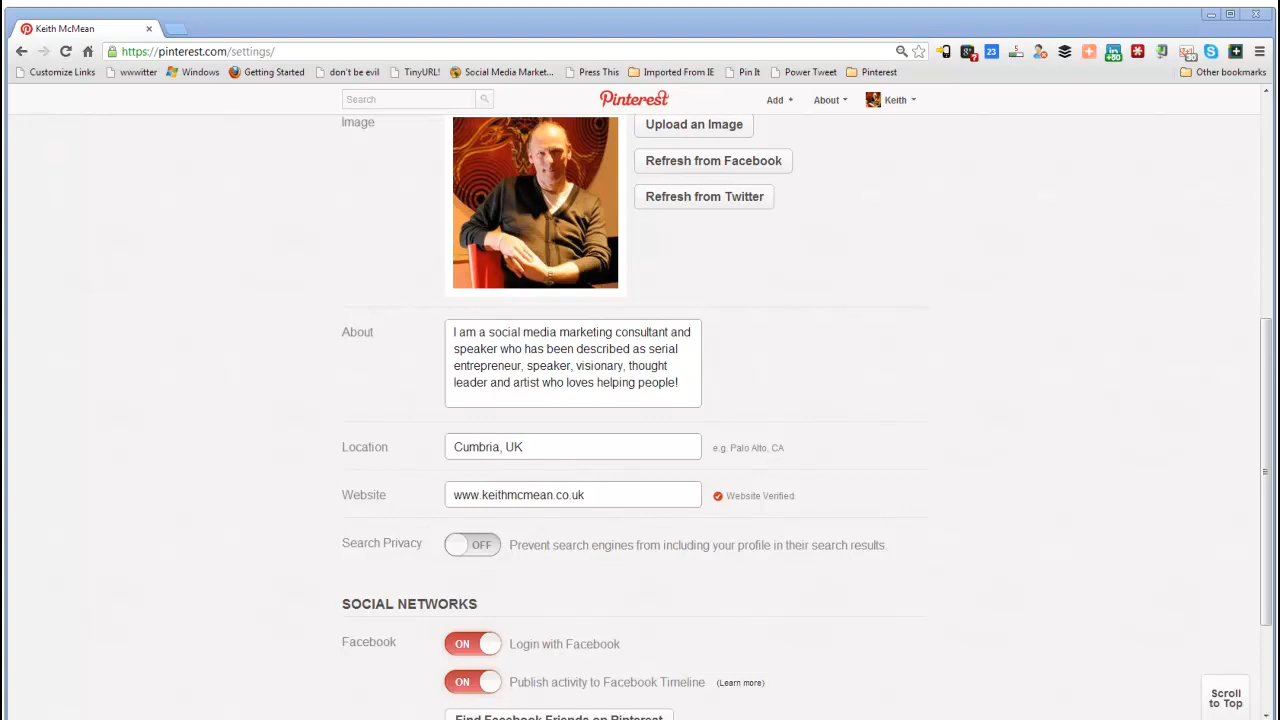 Keith McMean
https://pinterest.com/settings/
23
Customize Links
wwwitter
Windows
Getting Started
don't be evil
TinyURL!
Social Media Market...
Press This
Imported From IE
Pin It
Power Tweet
Pinterest
Other bookmarks
Search
Pinterest
Add +
About
Keith
Image
Upload an Image
Refresh from Facebook
Refresh from Twitter
About
I am a social media marketing consultant and
speaker who has been described as serial
entrepreneur, speaker, visionary, thought
leader and artist who loves helping people!
Location
Cumbria, UK
e.g. Palo Alto, CA
Website
www.keithmcmean.co.uk
Website Verified
Search Privacy
OFF
Prevent search engines from including your profile in their search results.
SOCIAL NETWORKS
Facebook
ON
Login with Facebook
ON
Publish activity to Facebook Timeline
(Learn more)
Find Facebook Friends on Pinterest
Scroll
to Top